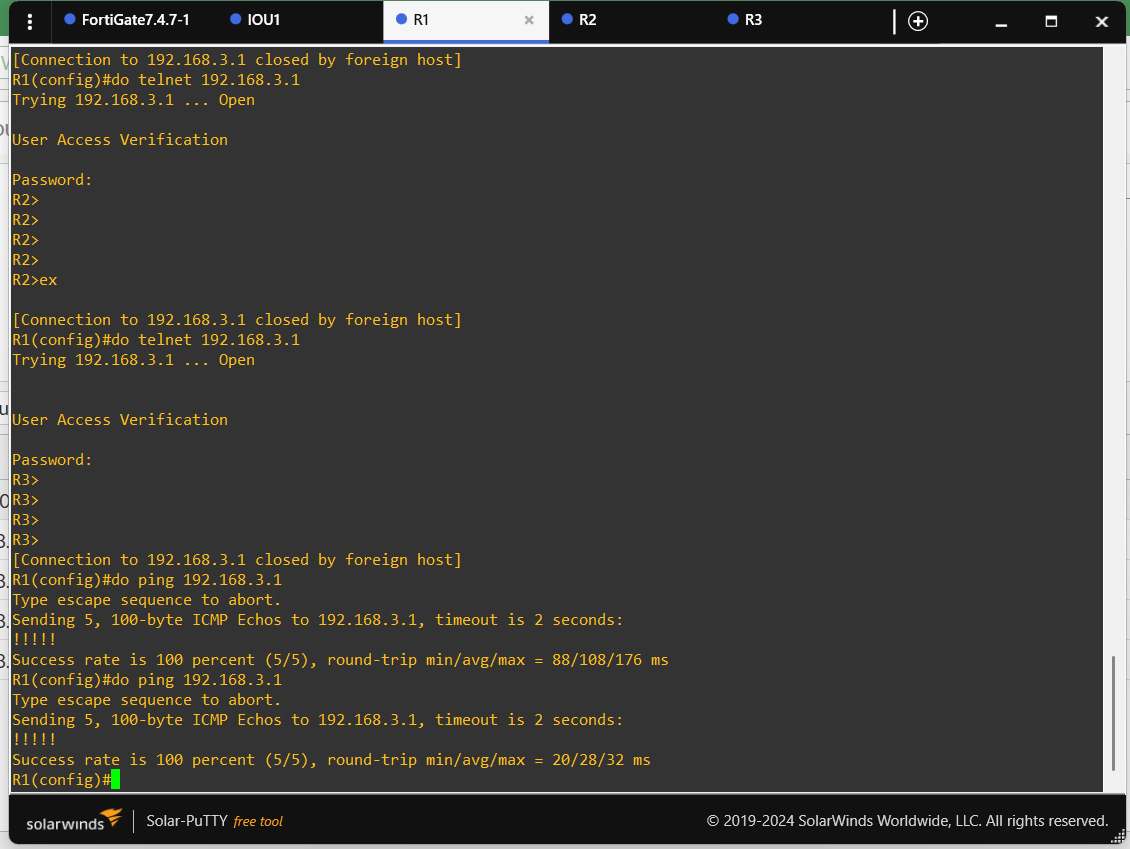 FortiGate7.4.7-1
IOU1
R1
R2
R3
[Connection to 192.168.3.1 closed by foreign host]
R1(config)#do telnet 192.168.3.1
Trying 192.168.3.1 ... Open
User Access Verification
Password:
R2>
R2>
R2>
R2>
R2>ex
[Connection to 192.168.3.1 closed by foreign host]
R1(config)#do telnet 192.168.3.1
Trying 192.168.3.1 ... Open
User Access Verification
Password:
R3>
R3>
R3>
R3>
[Connection to 192.168.3.1 closed by foreign host]
R1(config)#do ping 192.168.3.1
Type escape sequence to abort.
Sending 5, 100-byte ICMP Echos to 192.168.3.1, timeout is 2 seconds:
!!!!!
Success rate is 100 percent (5/5), round-trip min/avg/max = 88/108/176 ms
R1(config)#do ping 192.168.3.1
Type escape sequence to abort.
Sending 5, 100-byte ICMP Echos to 192.168.3.1, timeout is 2 seconds:
!!!!!
Success rate is 100 percent (5/5), round-trip min/avg/max = 20/28/32 ms
R1(config)#
solarwinds
Solar-PuTTY free tool
© 2019-2024 SolarWinds Worldwide, LLC. All rights reserved.